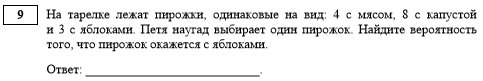 9 На тарелке лежат пирожки, одинаковые на вид: 4 с мясом, 8 с капустой
и 3 с яблоками. Петя наугад выбирает один пирожок. Найдите вероятность
того, что пирожок окажется с яблоками.
Ответ: ___________________________.